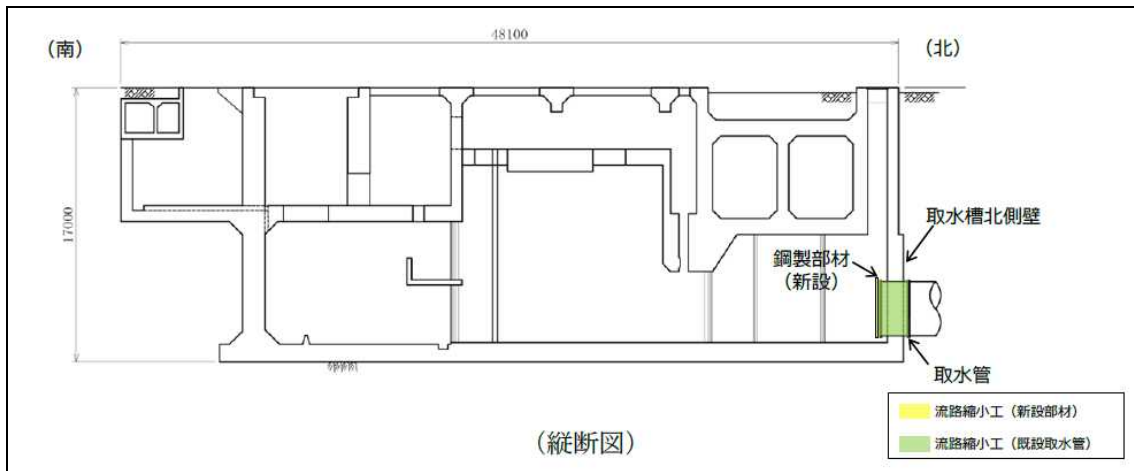 (南)
48100
(北)
17000
取水槽北側壁
鋼製部材
(新設)
取水管
流路縮小工（新設部材）
流路縮小工（既設取水管）
(縦断図)